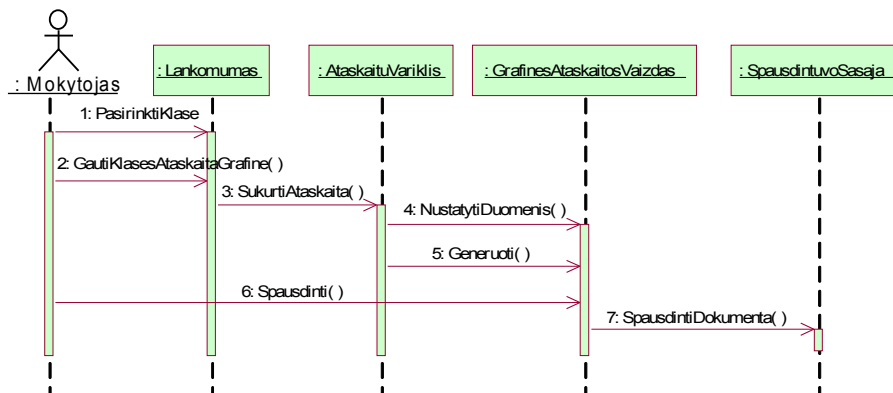 : Mokytojas
: Lankomumas
: AtaskaituVariklis
: GrafinesAtaskaitosVaizdas
: SpausdintuvoSasaja
1: PasirinktiKlase
2: GautiKlasesAtaskaitaGrafine( )
3: SukurtiAtaskaita( )
4: NustatytiDuomenis( )
5: Generuoti( )
6: Spausdinti( )
7: SpausdintiDokumenta( )